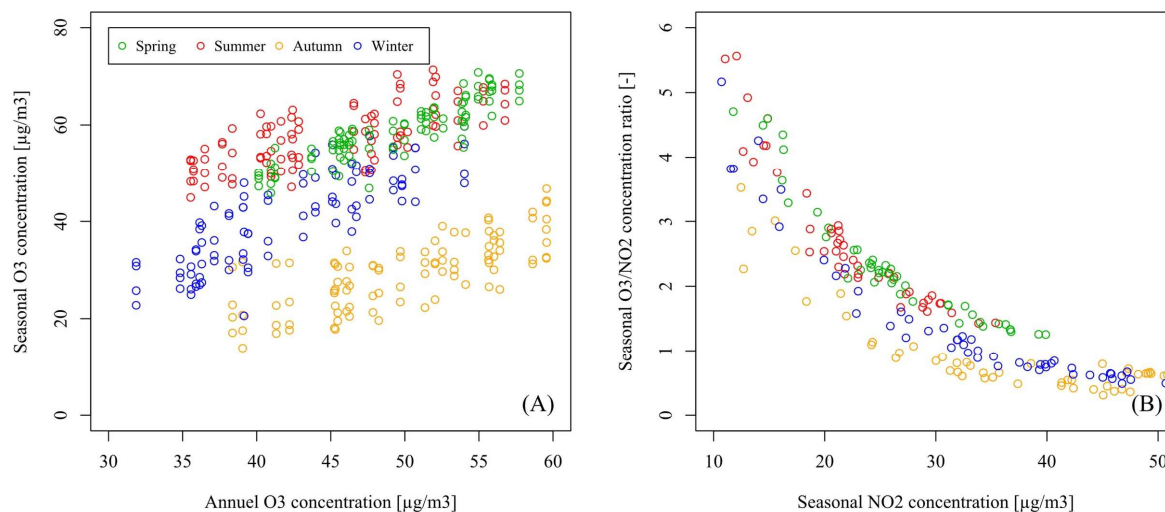 80
60
40
20
0
Seasonal O3 concentration [µg/m3]
Spring Summer Autumn Winter
(A)
30 35 40 45 50 55 60
Annuel O3 concentration [µg/m3]
6
5
4
3
2
1
0
Seasonal O3/NO2 concentration ratio [-]
(B)
10 20 30 40 50
Seasonal NO2 concentration [µg/m3]